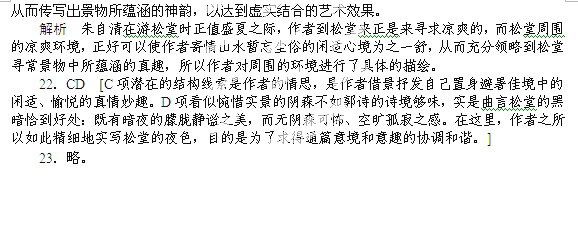 从而传写出景物所蕴涵的神韵，以达到虚实结合的艺术效果。
解析　朱自清在游松堂时正值盛夏之际，作者到松堂来正是来寻求凉爽的，而松堂周围
的凉爽环境，正好可以使作者寄情山水暂忘尘俗的闲适心境为之一舒，从而充分领略到松堂
寻常景物中所蕴涵的真趣，所以作者对周围的环境进行了具体的描绘。
22．CD　[C项潜在的结构线索是作者的情思，是作者借景抒发自己置身避暑佳境中的
闲适、愉悦的真情妙趣。D项看似惋惜实景的阴森不如郭诗的诗境够味，实是曲言松堂的黑
暗恰到好处：既有暗夜的朦胧静谧之美，而无阴森可怖、空旷孤寂之感。在这里，作者之所
以如此精细地实写松堂的夜色，目的是为了求得通篇意境和意趣的协调和谐。]
23．略。